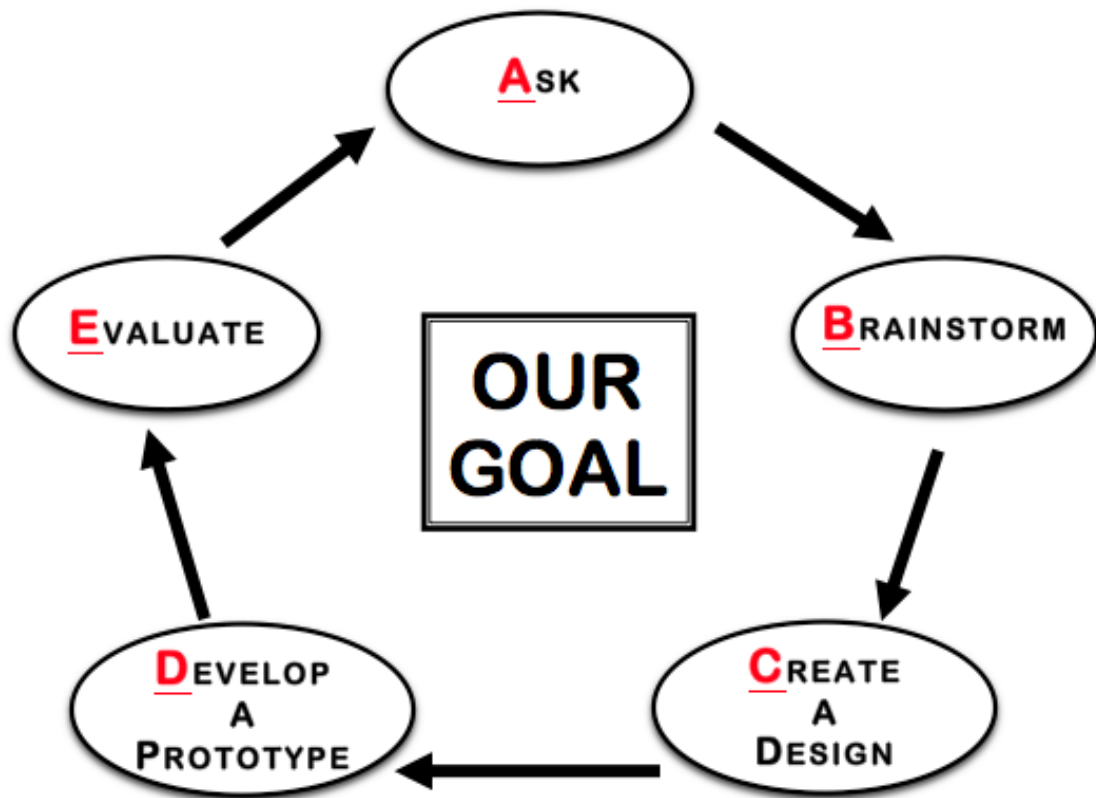 ASK
BRAINSTORM
CREATE
A
DESIGN
DEVELOP
A
PROTOTYPE
EVALUATE
OUR
GOAL